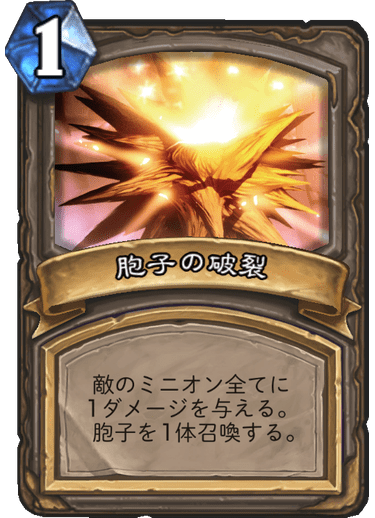 1
胞子の破裂
敵のミニオン全てに
1ダメージを与える。
胞子を1体召喚する。